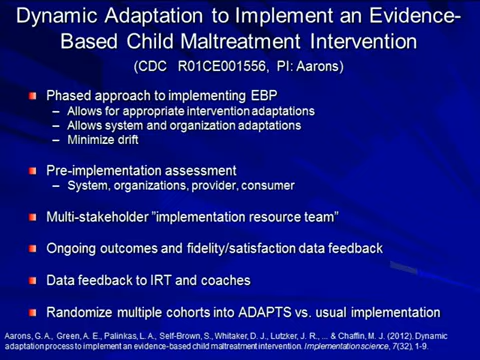 Dynamic Adaptation to Implement an Evidence-
Based Child Maltreatment Intervention
(CDC R01CE001556, PI: Aarons)
Phased approach to implementing EBP
– Allows for appropriate intervention adaptations
– Allows system and organization adaptations
– Minimize drift
Pre-implementation assessment
– System, organizations, provider, consumer
Multi-stakeholder "implementation resource team"
Ongoing outcomes and fidelity/satisfaction data feedback
Data feedback to IRT and coaches
Randomize multiple cohorts into ADAPTS vs. usual implementation
Aarons, G. A., Green, A. E., Palinkas, L. A., Self-Brown, S., Whitaker, D. J., Lutzker, J. R., ... & Chaffin, M. J. (2012). Dynamic
adaptation process to implement an evidence-based child maltreatment intervention. Implementation science, 7(32), 1-9.